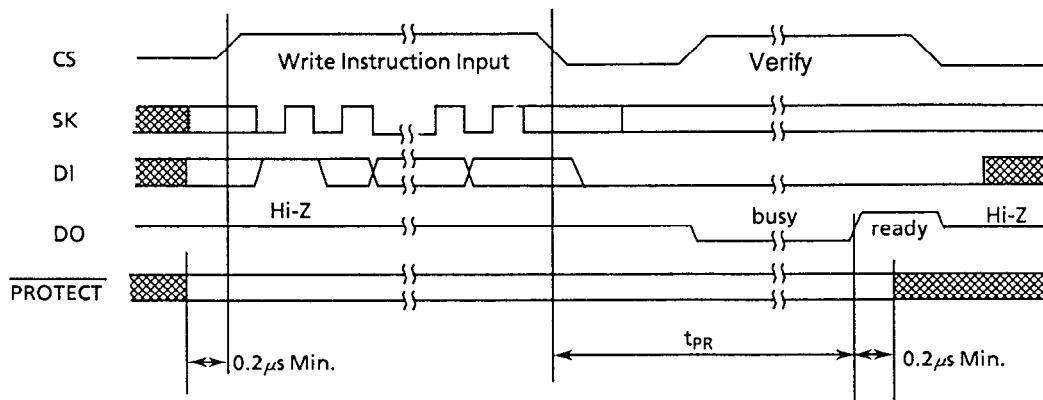 CS
Write Instruction Input
Verify
SK
DI
Hi-Z
busy
Hi-Z
DO
ready
PROTECT
tPR
0.2μs Min.
0.2μs Min.